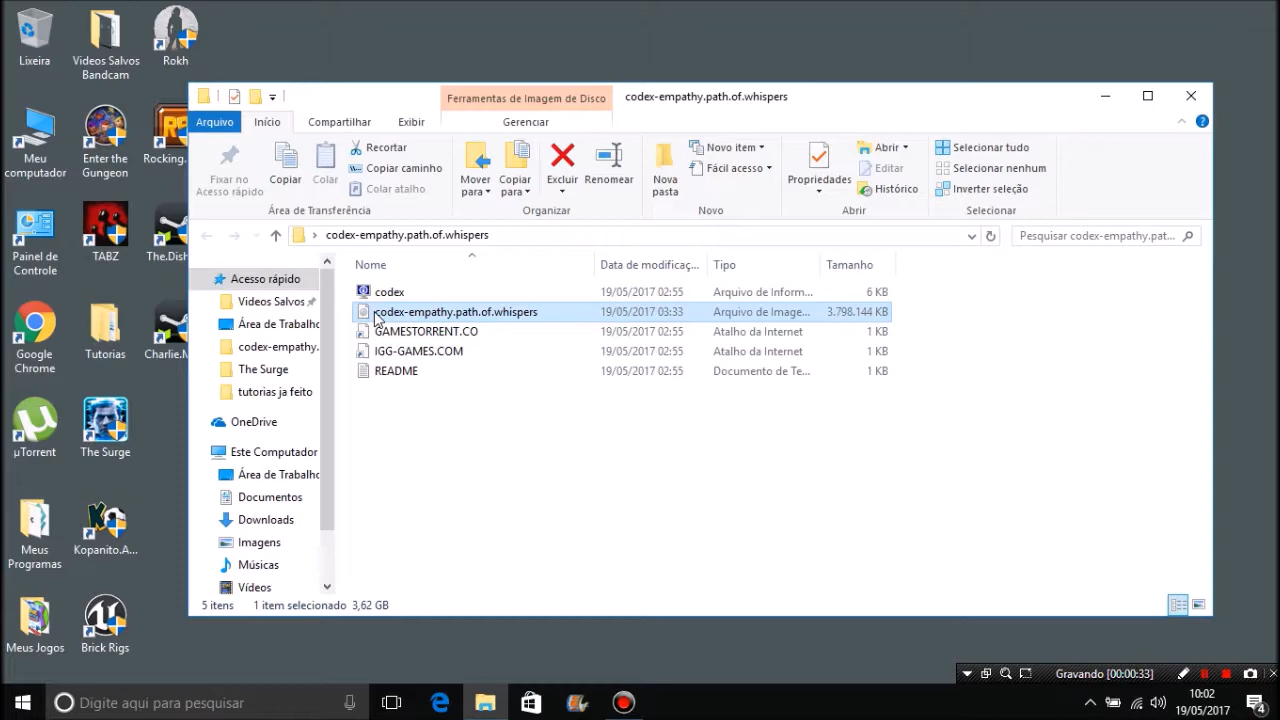 Lixeira
Videos Salvos
Bandcam
Rokh
Meu
computador
Enter the
Gungeon
Rocking.
Painel de
Controle
TABZ
The.Dish
Google
Chrome
Tutorias
Charlie.M
µTorrent
The Surge
Meus
Programas
Kopanito.A...
Meus Jogos
Brick Rigs
Ferramentas de Imagem de Disco
codex-empathy.path.of.whispers
Arquivo
Início
Compartilhar
Exibir
Gerenciar
Fixar no
Acesso rápido
Copiar
Colar
Recortar
Copiar caminho
Colar atalho
Mover
para
Copiar
para
Excluir
Renomear
Nova
pasta
Novo item
Fácil acesso
Propriedades
Abrir
Editar
Histórico
Selecionar tudo
Selecionar nenhum
Inverter seleção
Área de Transferência
Organizar
Novo
Abrir
Selecionar
codex-empathy.path.of.whispers
Pesquisar codex-empathy.pat...
Nome
Data de modificaç...
Tipo
Tamanho
codex 19/05/2017 02:55 Arquivo de Inform... 6 KB
codex-empathy.path.of.whispers 19/05/2017 03:33 Arquivo de Image... 3.798.144 KB
GAMESTORRENT.CO 19/05/2017 02:55 Atalho da Internet 1 KB
IGG-GAMES.COM 19/05/2017 02:55 Atalho da Internet 1 KB
README 19/05/2017 02:55 Documento de Te... 1 KB
Acesso rápido
Videos Salvos
Área de Trabalho
codex-empathy.
The Surge
tutorias ja feito
OneDrive
Este Computador
Área de Trabalho
Documentos
Downloads
Imagens
Músicas
Vídeos
5 itens 1 item selecionado 3,62 GB
Gravando [00:00:33]
Digite aqui para pesquisar
10:02
19/05/2017
4